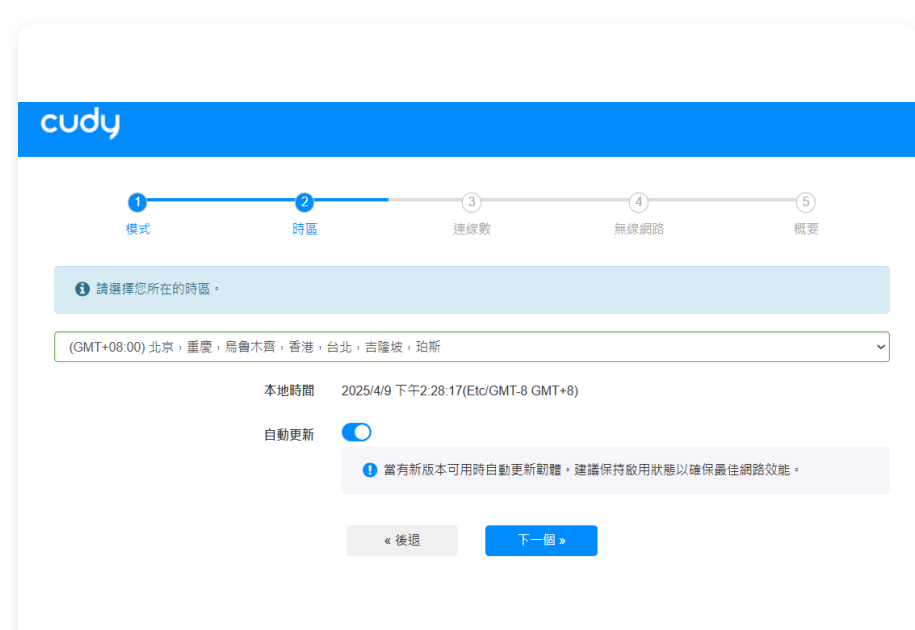 cudy
1 2 3 4 5
模式 時區 連線數 無線網路 概要
請選擇您所在的時區。
(GMT+08:00) 北京，重慶，烏魯木齊，香港，台北，吉隆坡，珀斯
本地時間 2025/4/9 下午2:28:17(Etc/GMT-8 GMT+8)
自動更新
當有新版本可用時自動更新韌體。建議保持啟用狀態以確保最佳網路效能。
« 後退 下一個 »